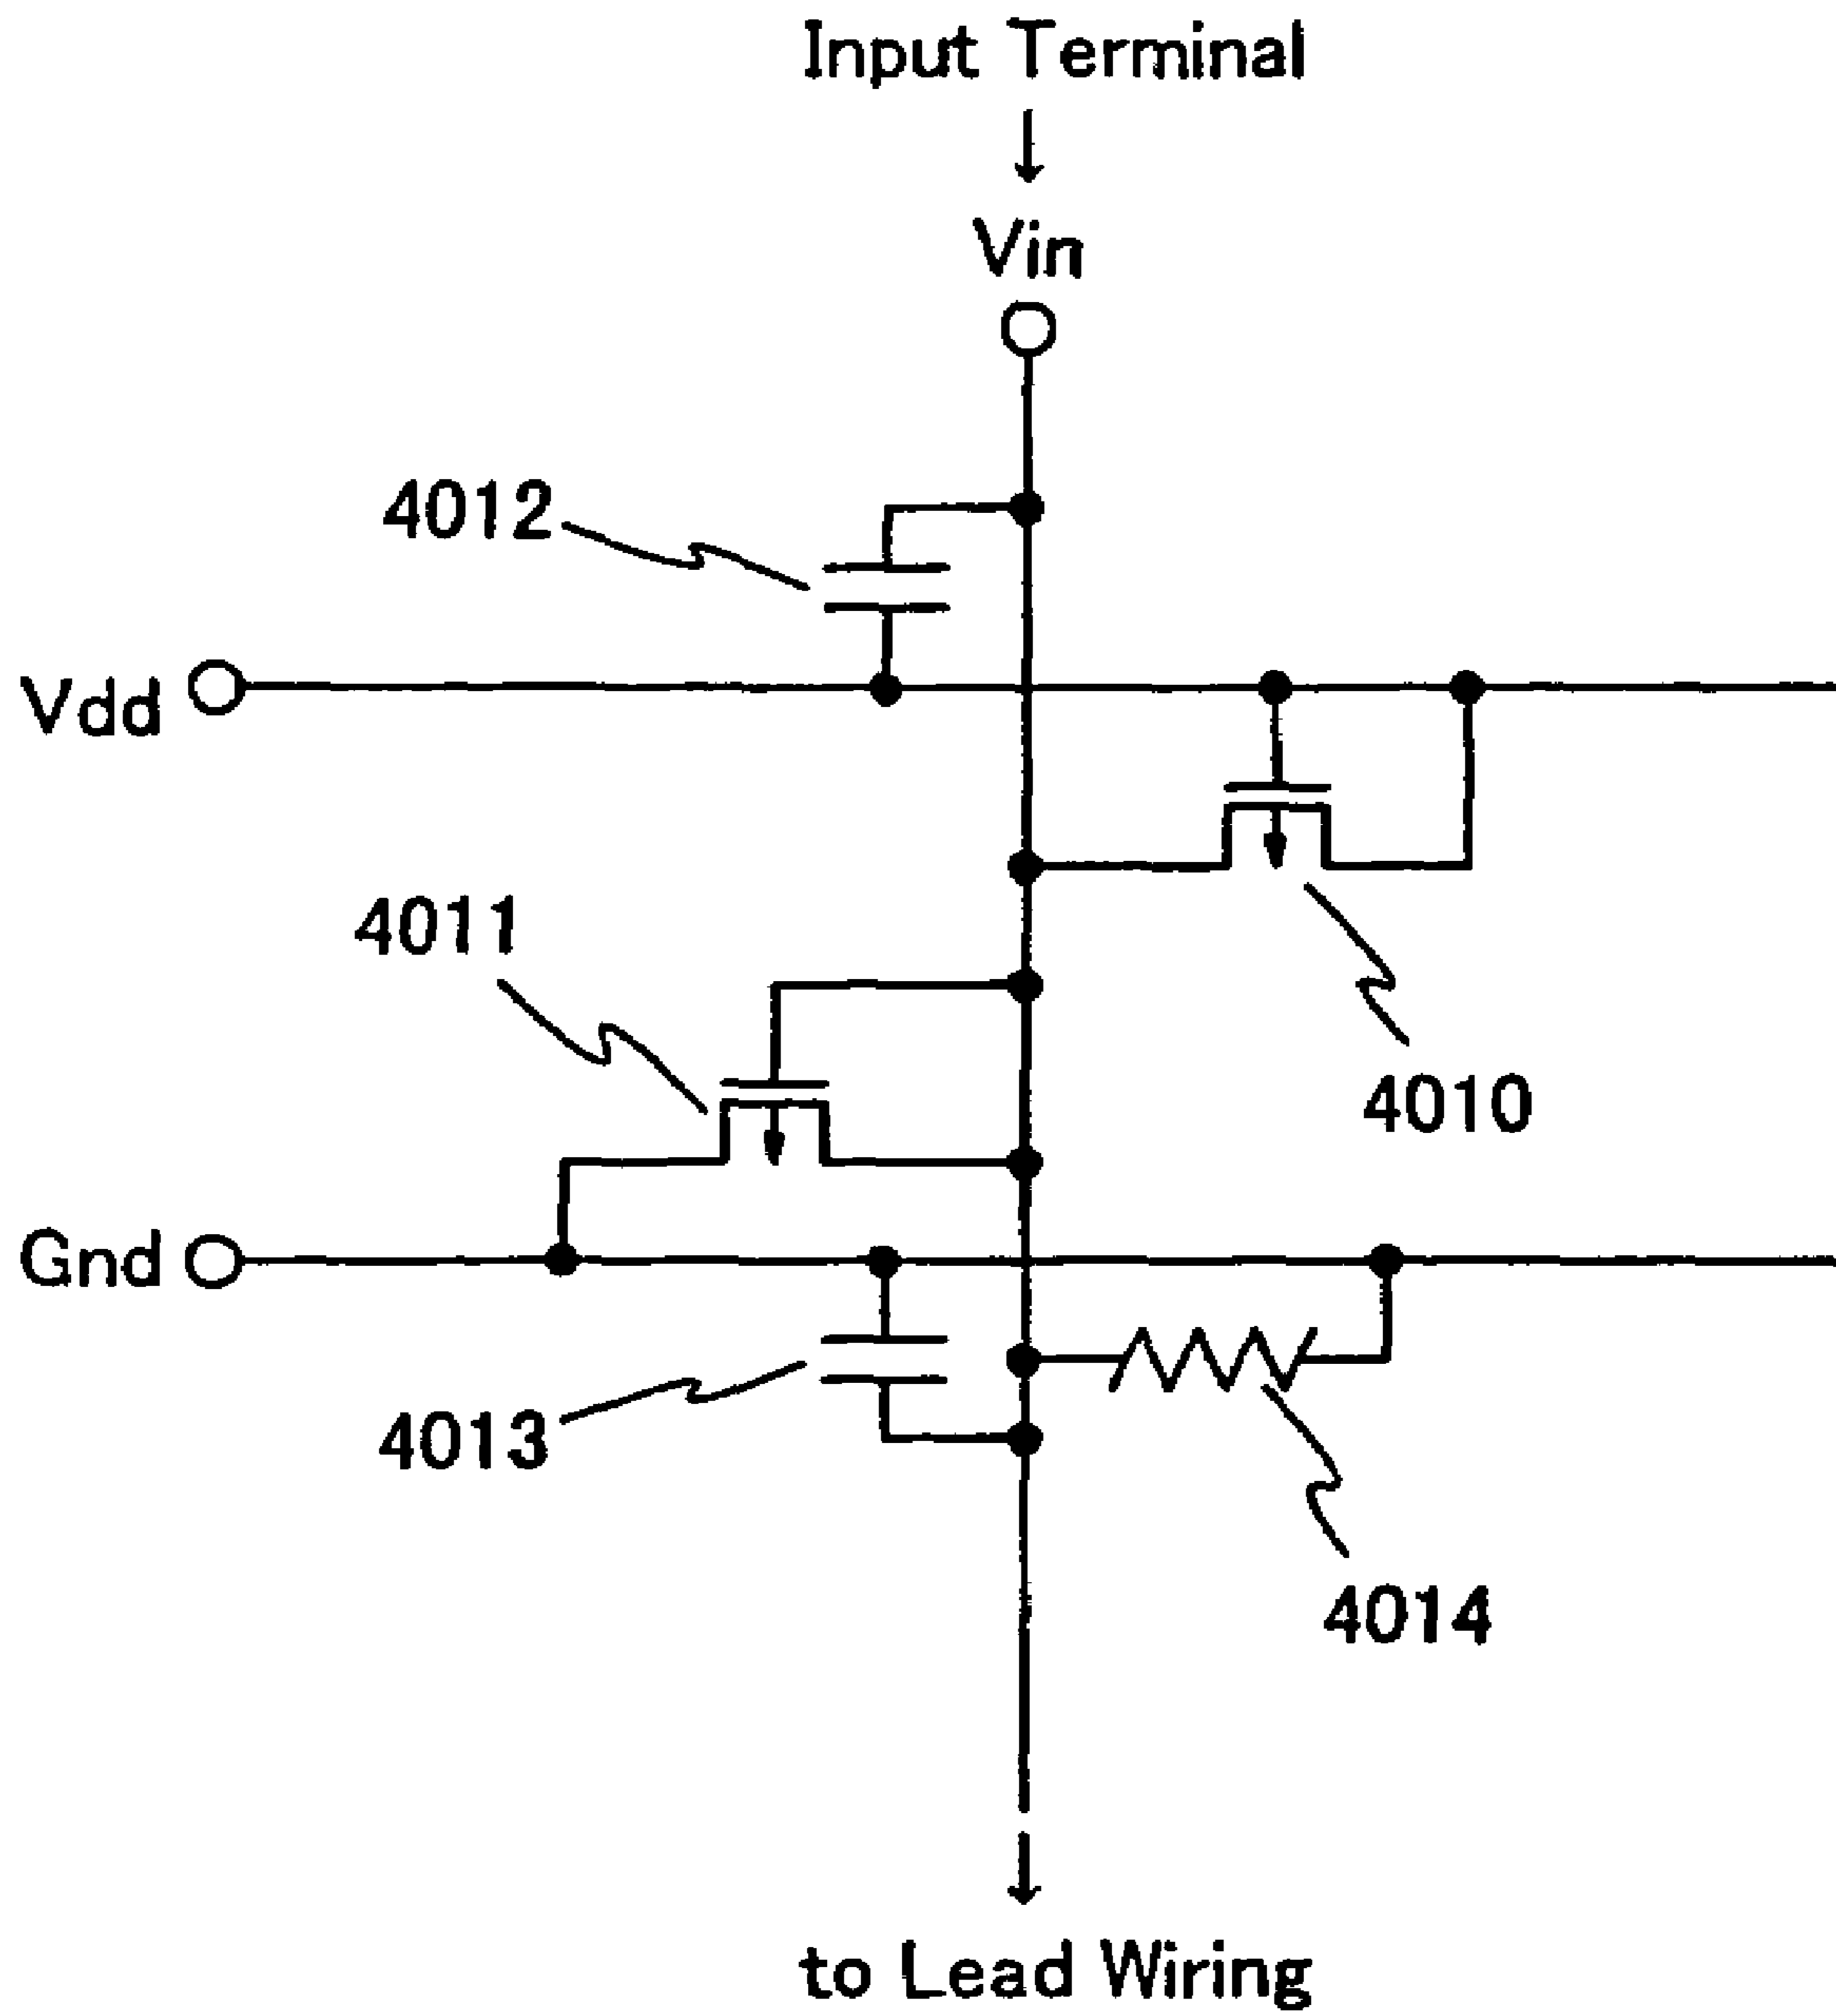 Input Terminal
Vin
4012
Vdd
4011
4010
Gnd
4013
4014
to Lead Wiring